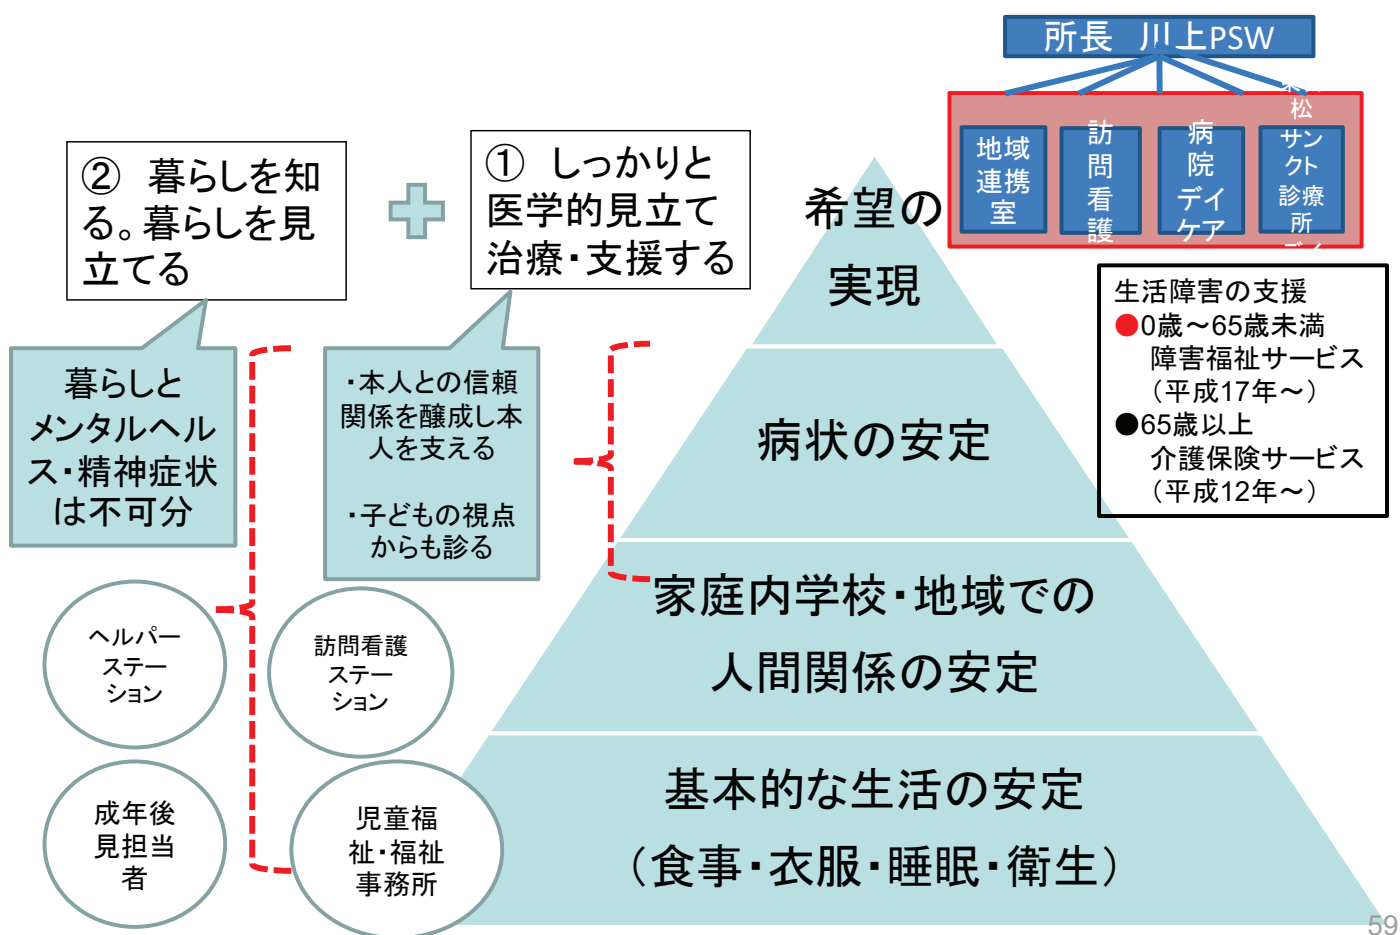 所長 川上PSW
地域
連携
室
訪
問
看
護
病
院
デイ
ケア
松
サン
クト
診療
所
② 暮らしを知
る。暮らしを見
立てる
① しっかりと
医学的見立て
治療・支援する
希望の
実現
生活障害の支援
●0歳～65歳未満
障害福祉サービス
（平成17年～）
●65歳以上
介護保険サービス
（平成12年～）
暮らしと
メンタルヘル
ス・精神症状
は不可分
・本人との信頼
関係を醸成し本
人を支える
・子どもの視点
からも診る
病状の安定
家庭内学校・地域での
人間関係の安定
ヘルパー
ステー
ション
訪問看護
ステー
ション
成年後
見担当
者
児童福
祉・福祉
事務所
基本的な生活の安定
（食事・衣服・睡眠・衛生）
59